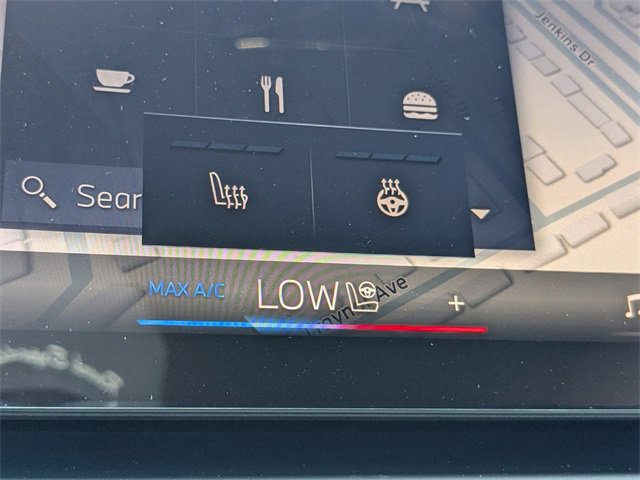 Jenkins Dr
Sear
MAX A/C
LOW
+
Ave